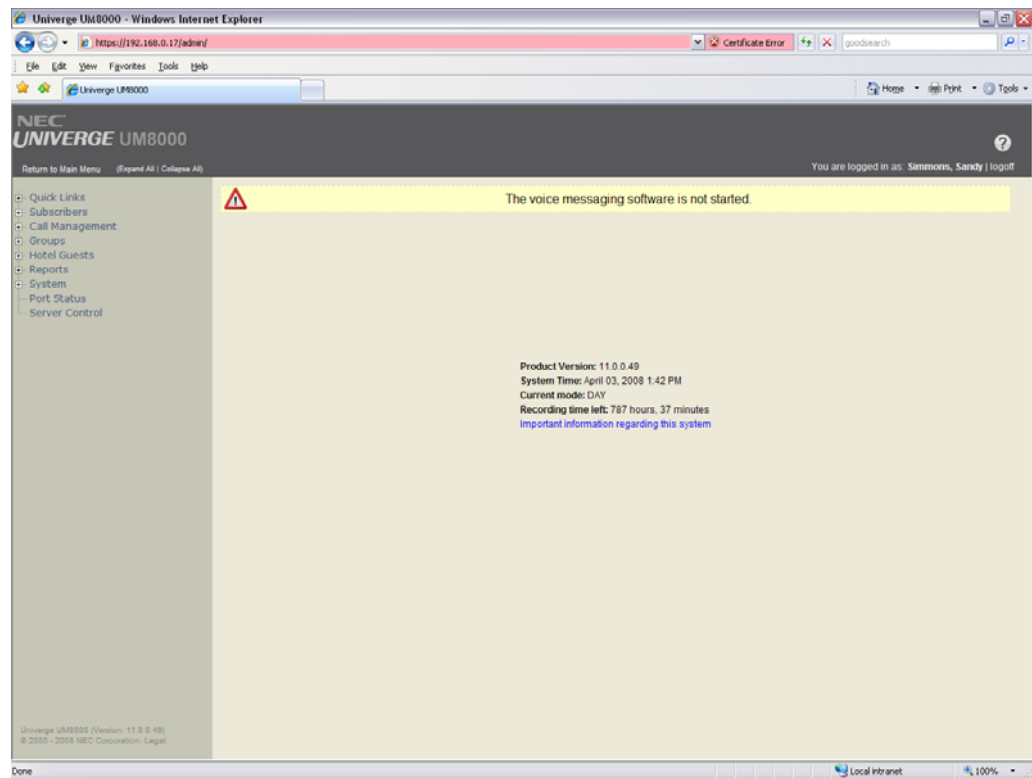 Univerge UM8000 - Windows Internet Explorer
https://192.168.0.17/admin/
Certificate Error
goodsearch
File Edit View Favorites Tools Help
Univerge UM8000
Home Print Tools
NEC
UNIVERGE UM8000
Return to Main Menu (Expand All | Collapse All)
You are logged in as: Simmons, Sandy | logoff
Quick Links
Subscribers
Call Management
Groups
Hotel Guests
Reports
System
Port Status
Server Control
The voice messaging software is not started.
Product Version: 11.0.0.49
System Time: April 03, 2008 1:42 PM
Current mode: DAY
Recording time left: 787 hours, 37 minutes
Important information regarding this system
Univerge UM8000 (Version: 11.0.0.49)
© 2005 - 2008 NEC Corporation. Legal
Done
Local intranet
100%